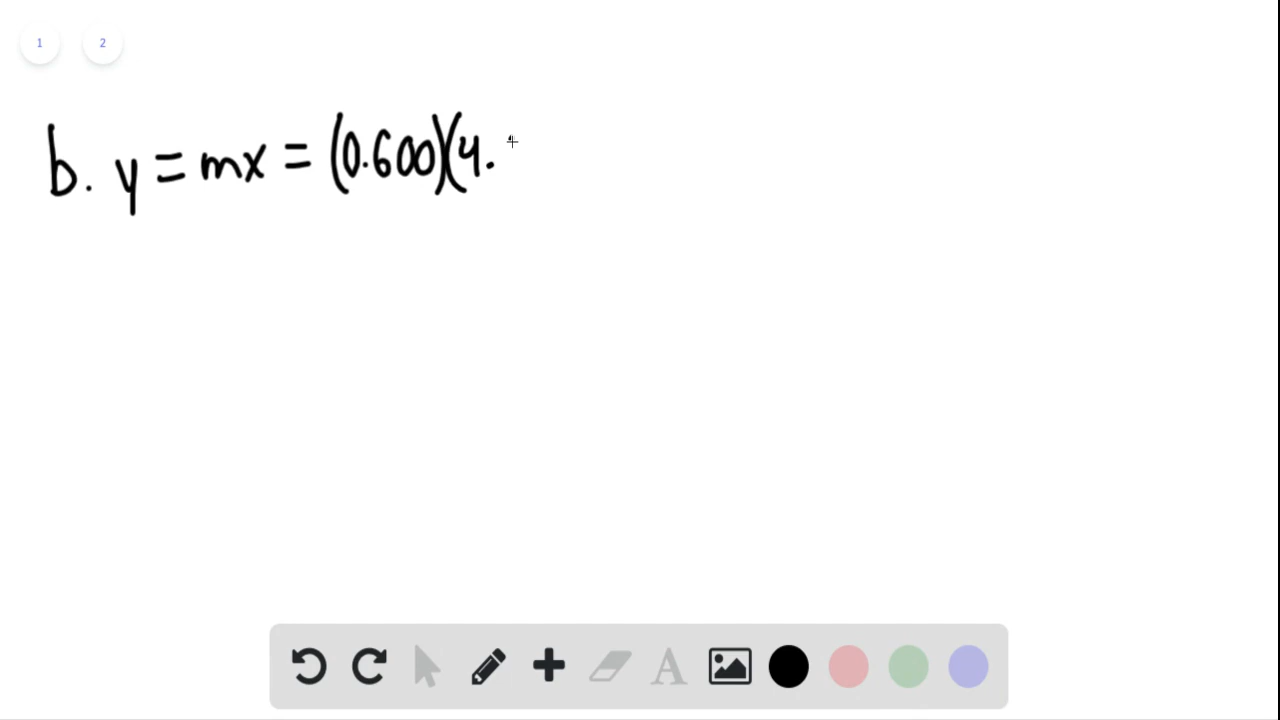 1 2
b. y = mx = (0.600)(4.
A